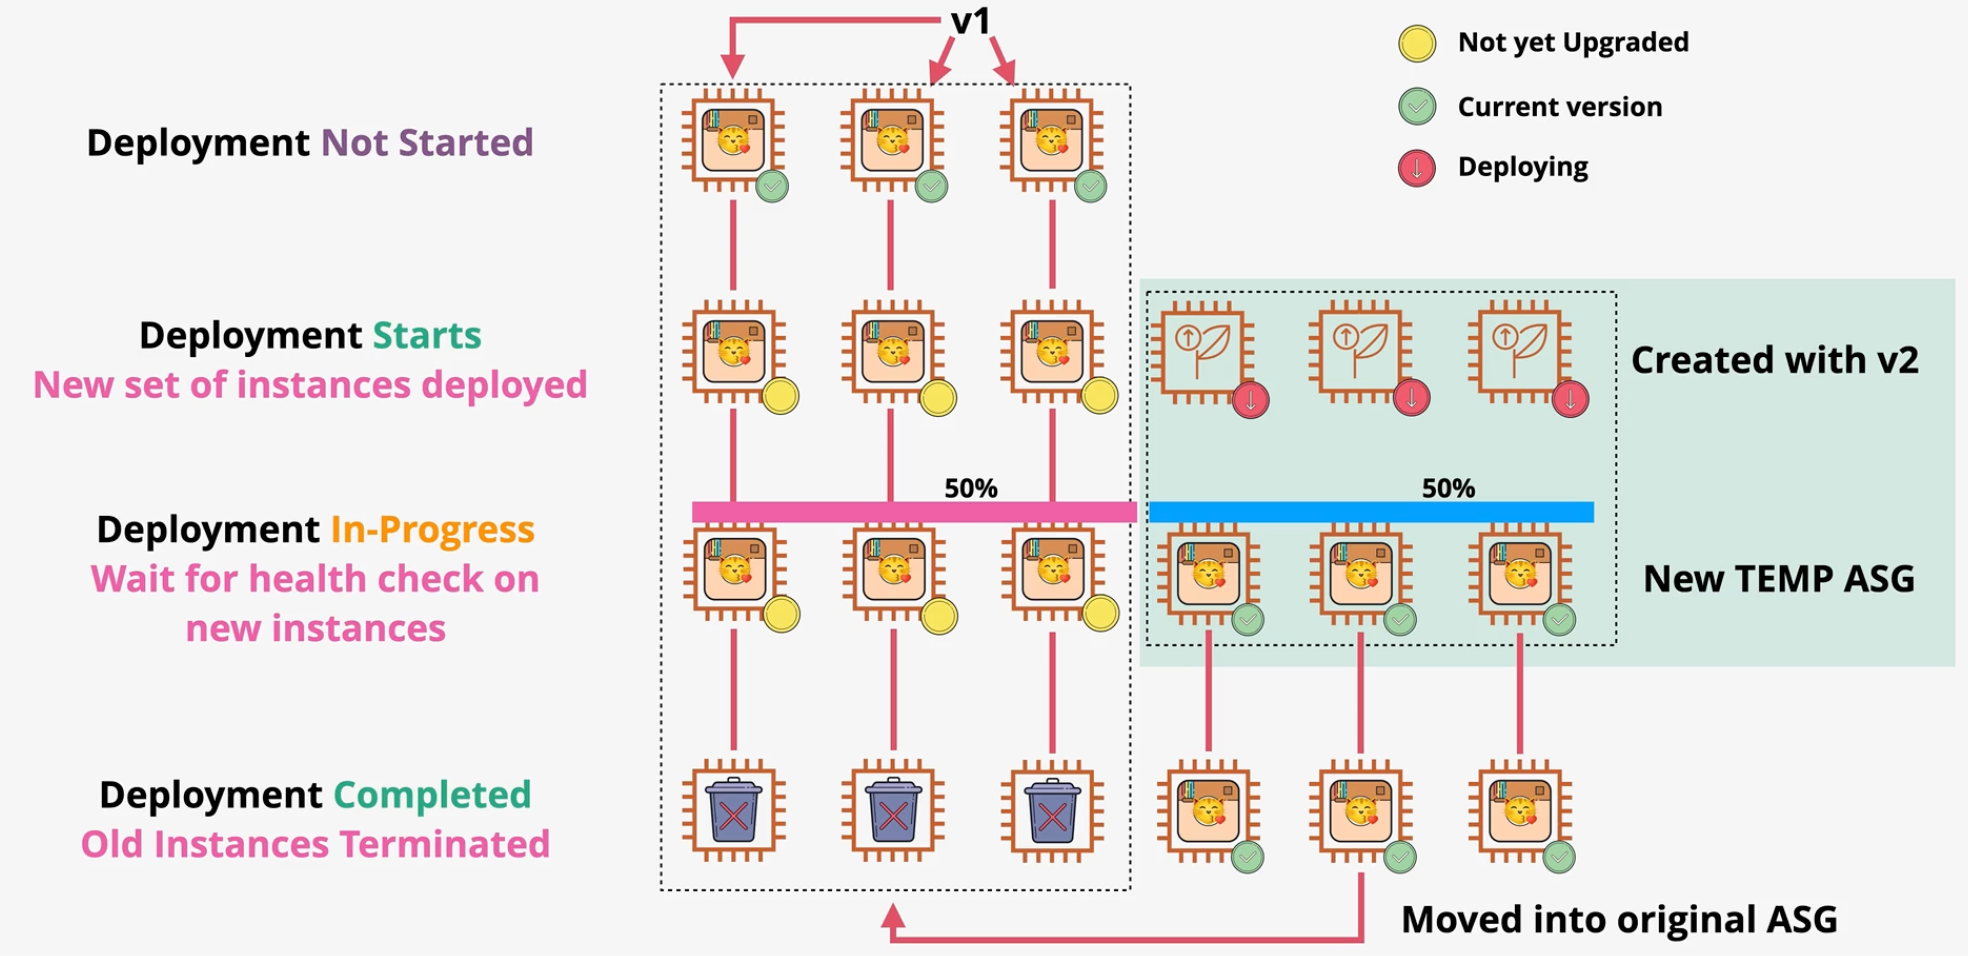 v1
Not yet Upgraded
Current version
Deploying
Deployment Not Started
Deployment Starts
New set of instances deployed
Created with v2
50%
50%
Deployment In-Progress
Wait for health check on
new instances
New TEMP ASG
Deployment Completed
Old Instances Terminated
Moved into original ASG